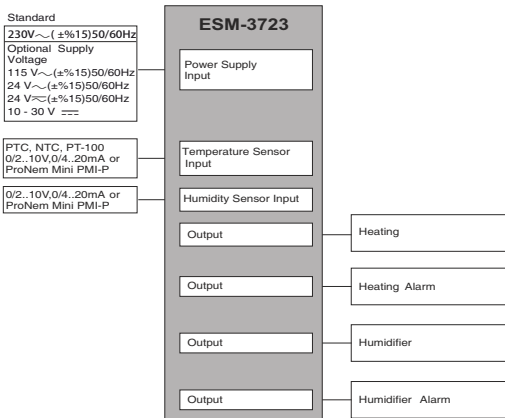 Standard
230V～( ±%15)50/60Hz
Optional Supply
Voltage
115 V～(±%15)50/60Hz
24 V～(±%15)50/60Hz
24 V⏦(±%15)50/60Hz
10 - 30 V ⎓
PTC, NTC, PT-100
0/2..10V,0/4..20mA or
ProNem Mini PMI-P
0/2..10V,0/4..20mA or
ProNem Mini PMI-P
ESM-3723
Power Supply
Input
Temperature Sensor
Input
Humidity Sensor Input
Output
Output
Output
Output
Heating
Heating Alarm
Humidifier
Humidifier Alarm